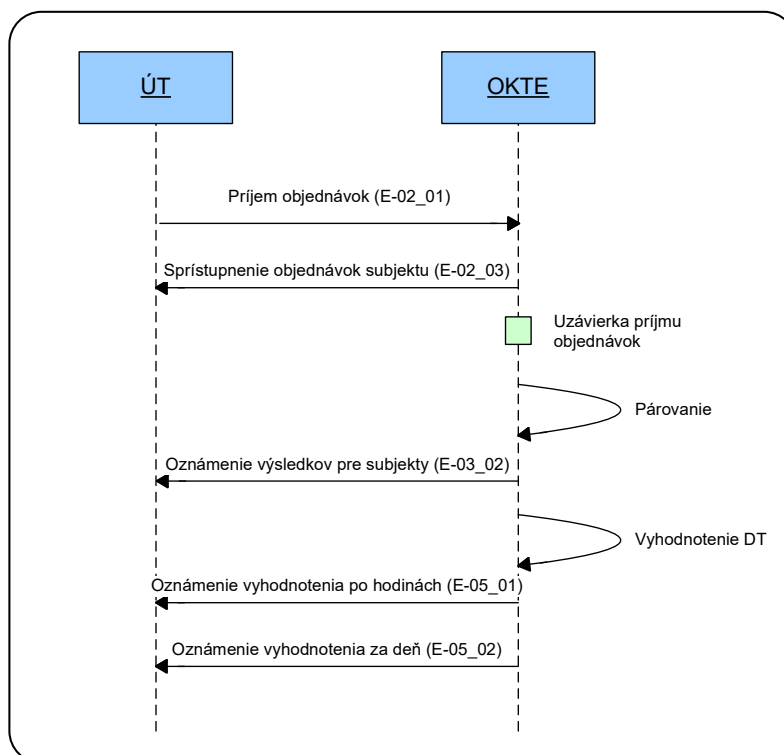 ÚT
OKTE
Príjem objednávok (E-02_01)
Sprístupnenie objednávok subjektu (E-02_03)
Uzávierka príjmu
objednávok
Párovanie
Oznámenie výsledkov pre subjekty (E-03_02)
Vyhodnotenie DT
Oznámenie vyhodnotenia po hodinách (E-05_01)
Oznámenie vyhodnotenia za deň (E-05_02)